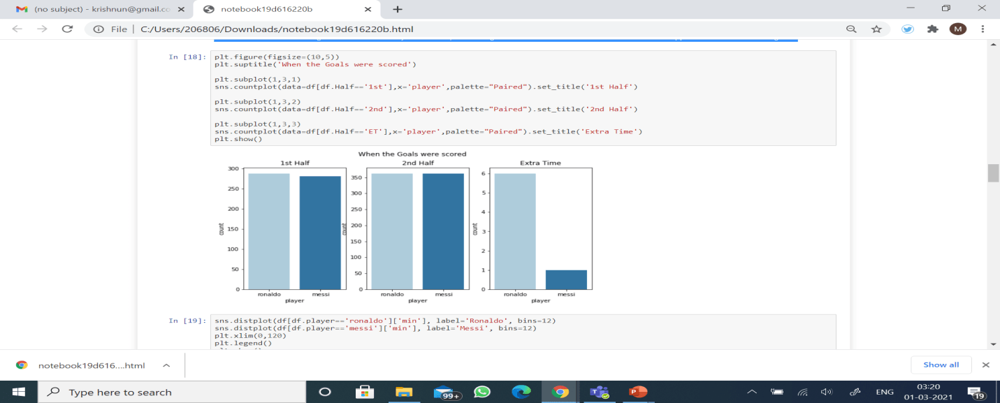 (no subject) - krishnun@gmail.co
notebook19d616220b
File | C:/Users/206806/Downloads/notebook19d616220b.html
M
In [18]:
plt.figure(figsize=(10,5))
plt.suptitle('When the Goals were scored')
plt.subplot(1,3,1)
sns.countplot(data=df[df.Half=='1st'],x='player',palette="Paired").set_title('1st Half')
plt.subplot(1,3,2)
sns.countplot(data=df[df.Half=='2nd'],x='player',palette="Paired").set_title('2nd Half')
plt.subplot(1,3,3)
sns.countplot(data=df[df.Half=='ET'],x='player',palette="Paired").set_title('Extra Time')
plt.show()
When the Goals were scored
1st Half
300
250
200
150
100
50
0
count
ronaldo messi
player
2nd Half
350
300
250
200
150
100
50
0
count
ronaldo messi
player
Extra Time
6
5
4
3
2
1
0
count
ronaldo messi
player
In [19]:
sns.distplot(df[df.player=='ronaldo']['min'], label='Ronaldo', bins=12)
sns.distplot(df[df.player=='messi']['min'], label='Messi', bins=12)
plt.xlim(0,120)
plt.legend()
notebook19d616....html
Show all
Type here to search
99+
ENG
03:20
01-03-2021
19